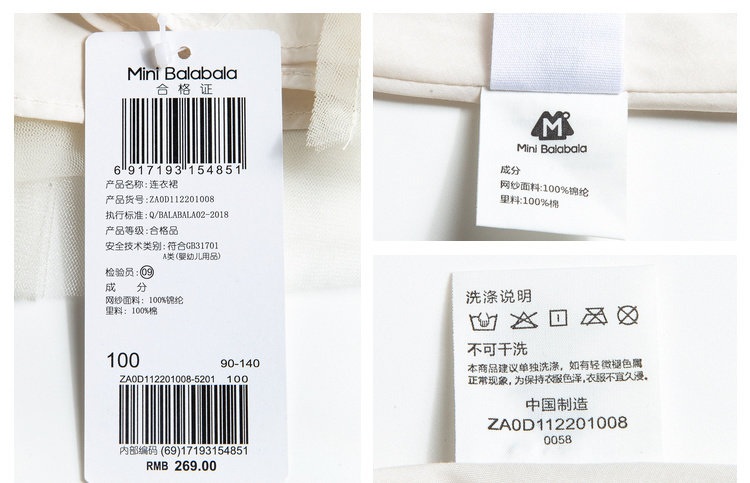 Mini Balabala
合格证
6 917193 154851
产品名称:连衣裙
产品货号:ZA0D112201008
执行标准:Q/BALABALA02-2018
产品等级:合格品
安全技术类别:符合GB31701
A类(婴幼儿用品)
检验员:09
成 分
网纱面料:100%锦纶
里料:100%棉
100 90-140
ZA0D112201008-5201 100
内部编码 (69)17193154851
RMB 269.00
M
Mini Balabala
成分
网纱面料:100%锦纶
里料:100%棉
洗涤说明
不可干洗
本商品建议单独洗涤，如有轻微褪色属
正常现象，为保持衣服色泽，衣服不宜久浸。
中国制造
ZA0D112201008
0058